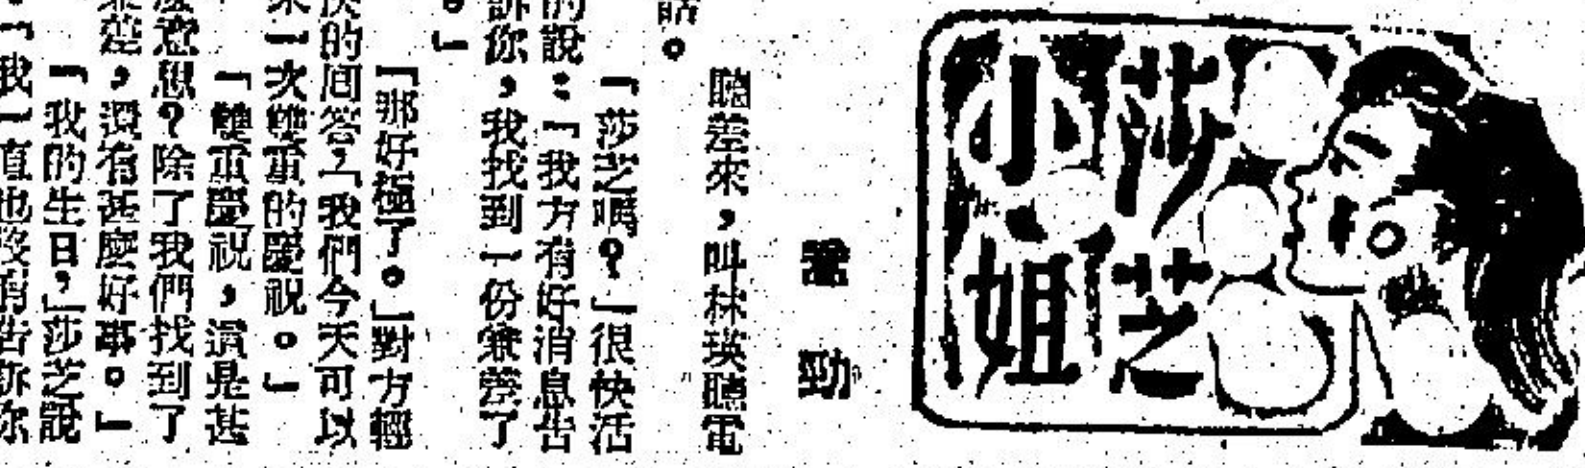 莎芝
小姐
勁
聽差來，叫林瑛聽電
話。
「莎芝嗎？」很快活
的說：「我方有好消息告
訴你，我找到一份兼差了
。」
「那好極了。」對方輕
快的回答，「我們今天可以
來一次雙重的慶祝。」
「雙重慶祝，還是甚
麼意思？除了我們找到了
兼差，還有甚麼好事。」
「我的生日，」莎芝說
：「我一直也沒有告訴你